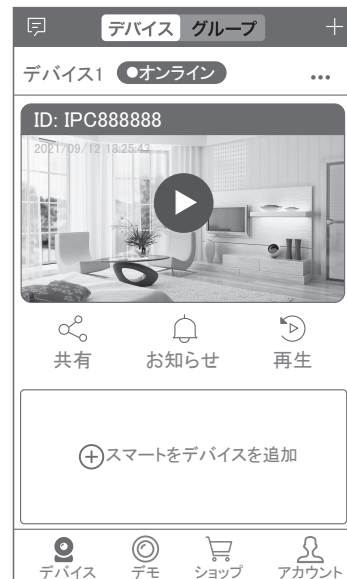 デバイス グループ
デバイス1 ●オンライン ...
ID: IPC888888
2021/09/12 18:25:43
共有 お知らせ 再生
スマートをデバイスを追加
デバイス デモ ショップ アカウント